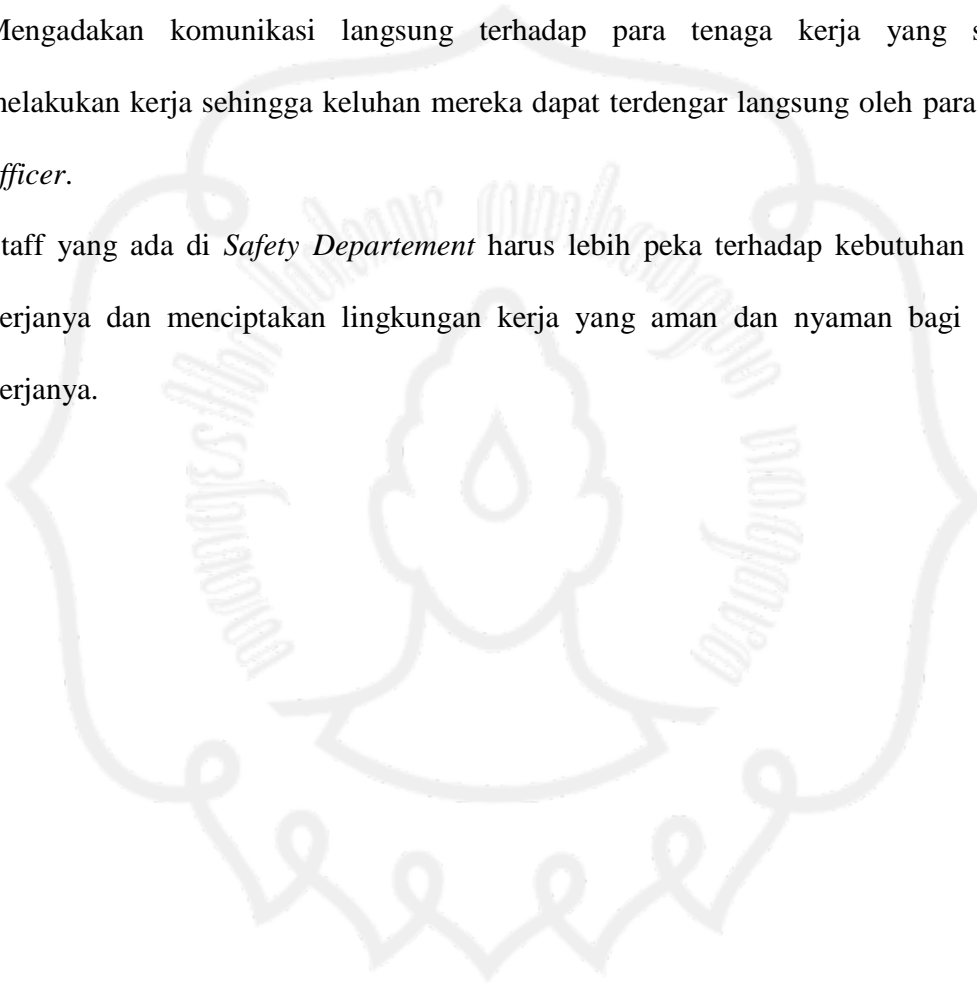 Mengadakan komunikasi langsung terhadap para tenaga kerja yang s
melakukan kerja sehingga keluhan mereka dapat terdengar langsung oleh para
fficer.
taff yang ada di Safety Departement harus lebih peka terhadap kebutuhan
erjanya dan menciptakan lingkungan kerja yang aman dan nyaman bagi
erjanya.